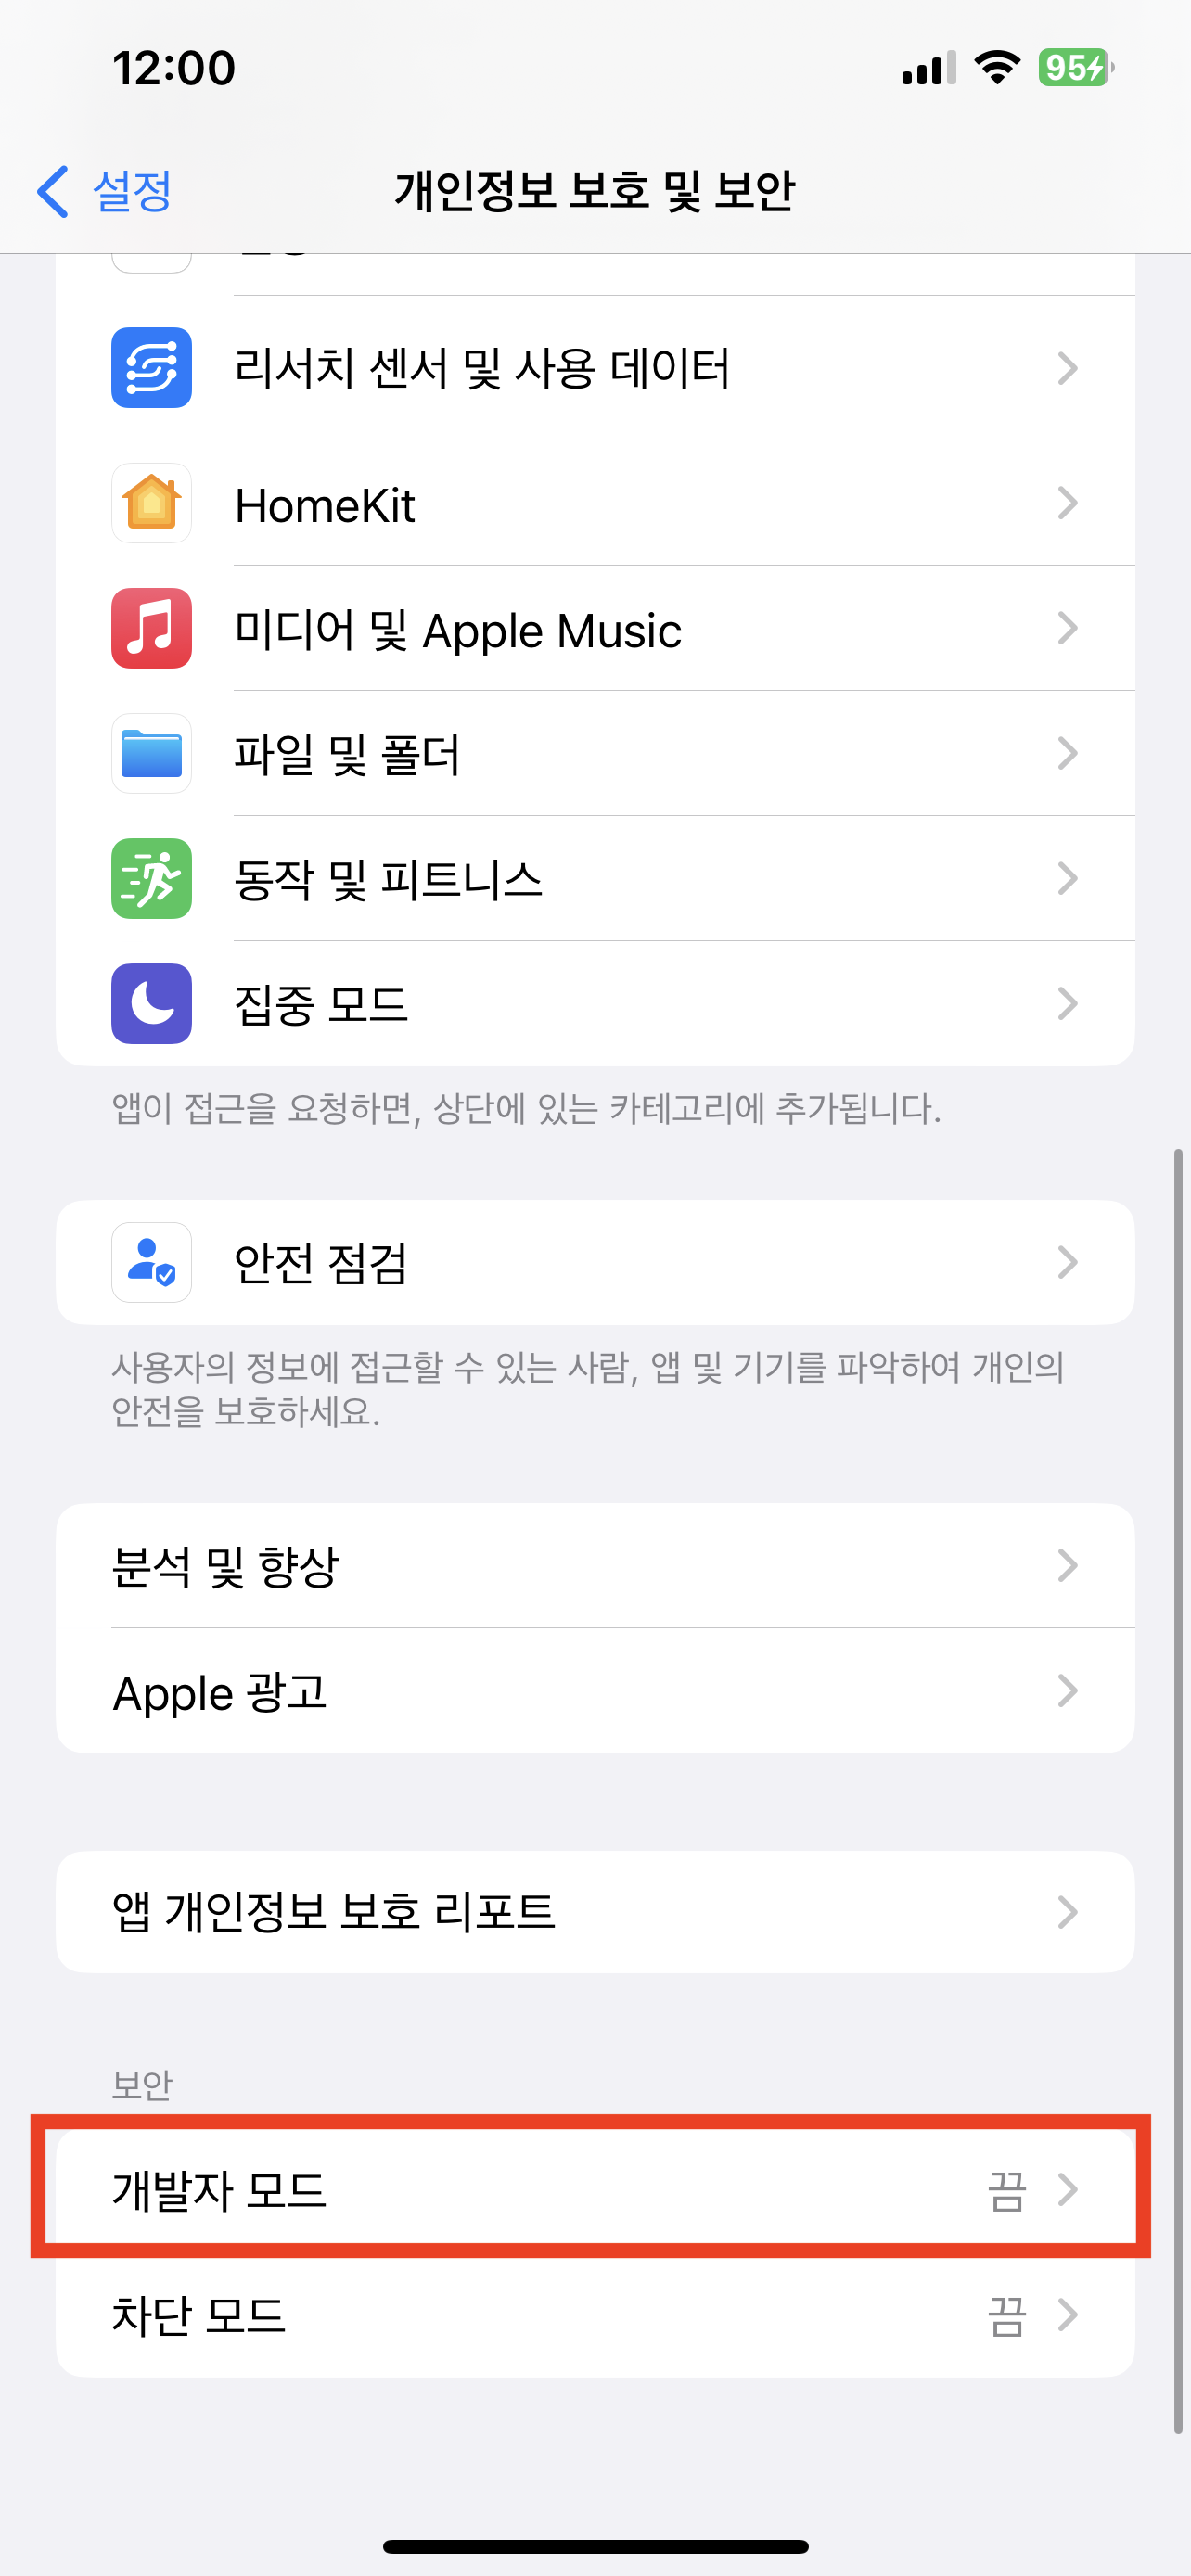 12:00
95
설정
개인정보 보호 및 보안
리서치 센서 및 사용 데이터
HomeKit
미디어 및 Apple Music
파일 및 폴더
동작 및 피트니스
집중 모드
앱이 접근을 요청하면, 상단에 있는 카테고리에 추가됩니다.
안전 점검
사용자의 정보에 접근할 수 있는 사람, 앱 및 기기를 파악하여 개인의
안전을 보호하세요.
분석 및 향상
Apple 광고
앱 개인정보 보호 리포트
보안
개발자 모드 끔
차단 모드 끔